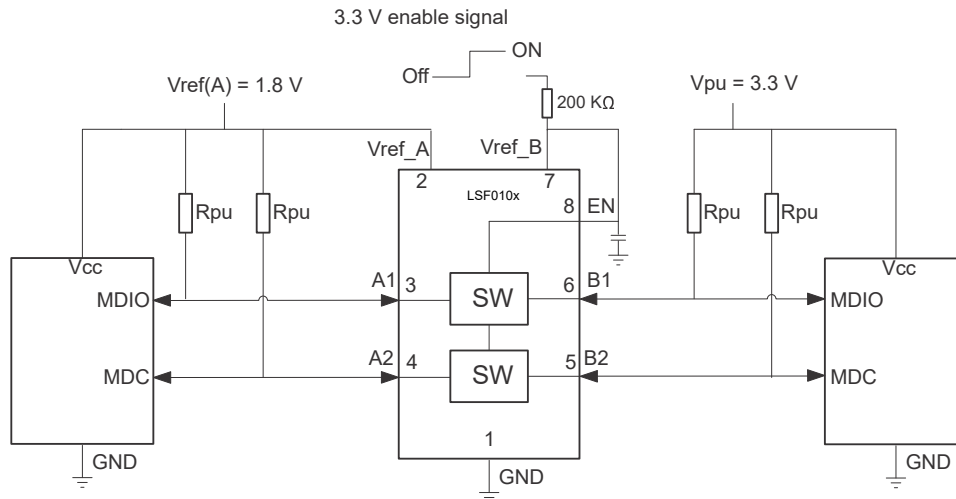 3.3 V enable signal
ON
Off
Vref(A) = 1.8 V
Vpu = 3.3 V
200 KΩ
Vref_A
Vref_B
2
7
LSF010x
Rpu
Rpu
8
EN
Rpu
Rpu
Vcc
Vcc
MDIO
A1
3
SW
6
B1
MDIO
MDC
A2
4
SW
5
B2
MDC
1
GND
GND
GND